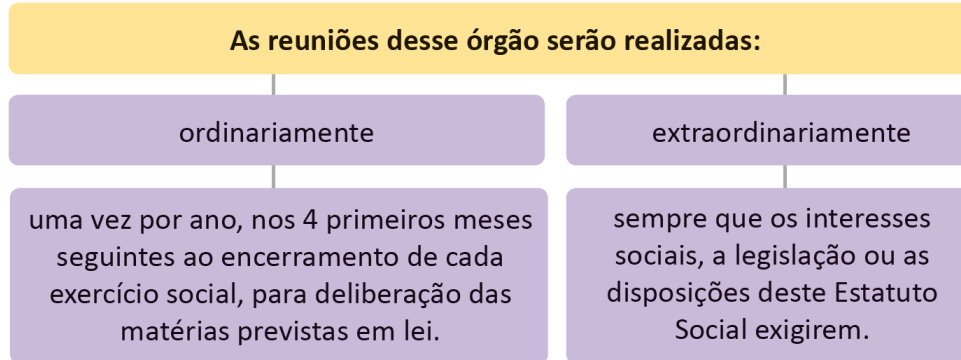 As reuniões desse órgão serão realizadas:
ordinariamente
uma vez por ano, nos 4 primeiros meses
seguintes ao encerramento de cada
exercício social, para deliberação das
matérias previstas em lei.
extraordinariamente
sempre que os interesses
sociais, a legislação ou as
disposições deste Estatuto
Social exigirem.